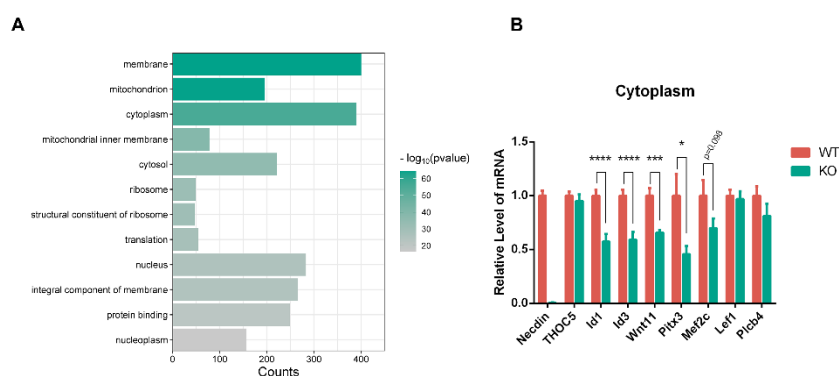 A
membrane
mitochondrion
cytoplasm
mitochondrial inner membrane
cytosol
ribosome
structural constituent of ribosome
translation
nucleus
integral component of membrane
protein binding
nucleoplasm
0 100 200 300 400
Counts
- log10(pvalue)
60
50
40
30
20
B
Cytoplasm
Relative Level of mRNA
1.5
1.0
0.5
0.0
**** **** *** * p=0.098
WT
KO
Necdin THOC5 Id1 Id3 Wnt11 Pitx3 Mef2c Lef1 Plcb4